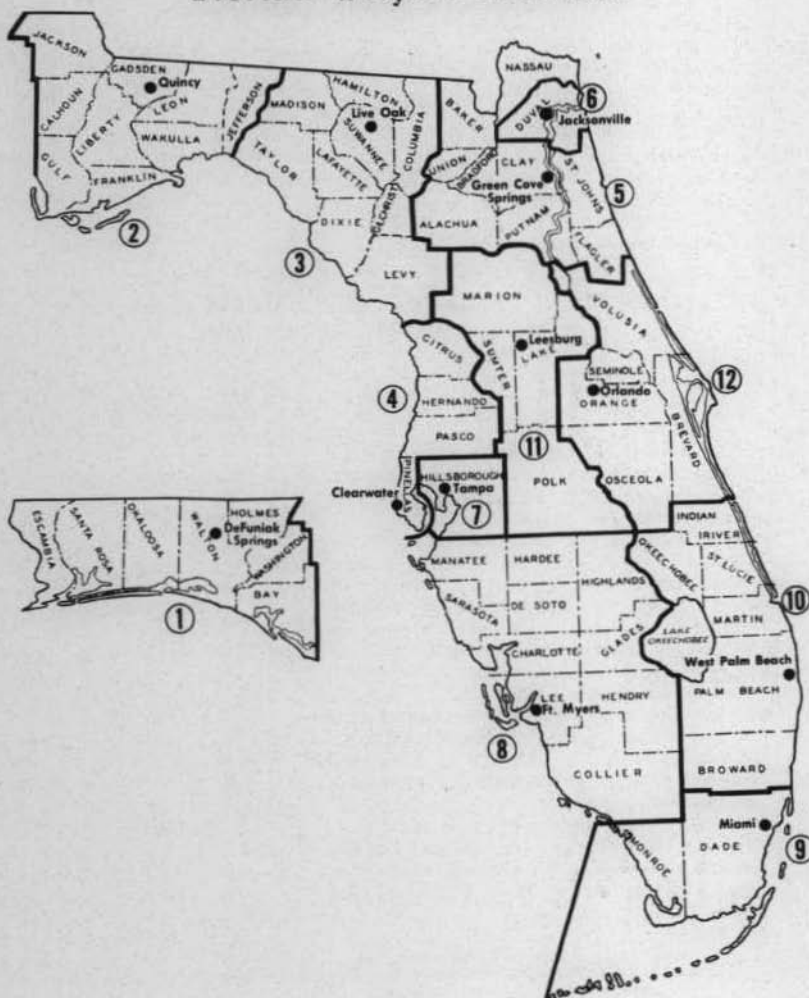 JACKSON
GADSDEN
Quincy
CALHOUN
LIBERTY
LEON
WAKULLA
JEFFERSON
GULF
FRANKLIN
2
MADISON
HAMILTON
Live Oak
SUWANNEE
COLUMBIA
TAYLOR
LAFAYETTE
DIXIE
GILCHRIST
LEVY
3
NASSAU
DUVAL
6
Jacksonville
BAKER
UNION
BRADFORD
CLAY
Green Cove
Springs
ST JOHNS
5
ALACHUA
PUTNAM
FLAGLER
MARION
VOLUSIA
CITRUS
SUMTER
Leesburg
LAKE
SEMINOLE
Orlando
ORANGE
12
BREVARD
4
HERNANDO
PASCO
11
PINELLAS
HILLSBOROUGH
Tampa
7
Clearwater
POLK
OSCEOLA
ESCAMBIA
SANTA ROSA
OKALOOSA
WALTON
HOLMES
DeFuniak
Springs
WASHINGTON
BAY
1
INDIAN
RIVER
OKEECHOBEE
ST LUCIE
MANATEE
HARDEE
HIGHLANDS
SARASOTA
DE SOTO
10
MARTIN
CHARLOTTE
GLADES
LAKE
OKEECHOBEE
West Palm Beach
PALM BEACH
LEE
HENDRY
Ft. Myers
8
COLLIER
BROWARD
Miami
DADE
9
MONROE